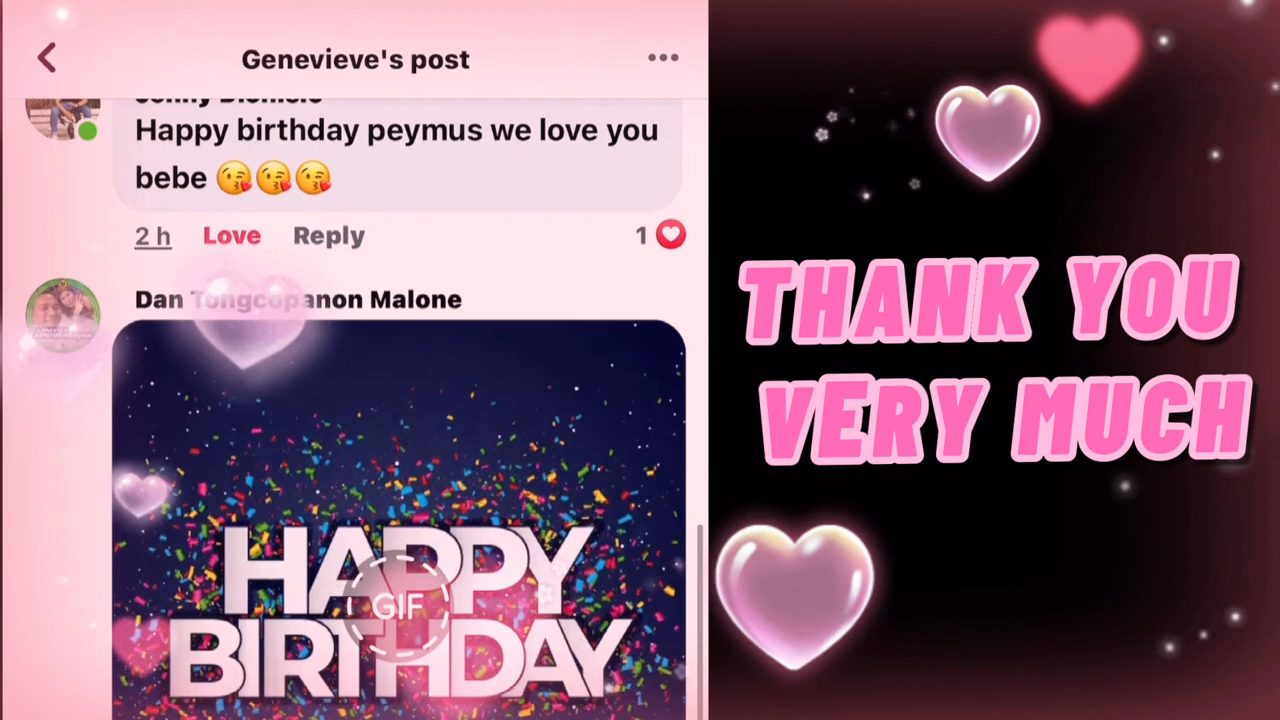 Genevieve's post
Happy birthday peymus we love you
bebe 😘😘😘
2 h Love Reply 1
Dan Tongcopanon Malone
HAPPY
GIF
BIRTHDAY
THANK YOU
VERY MUCH